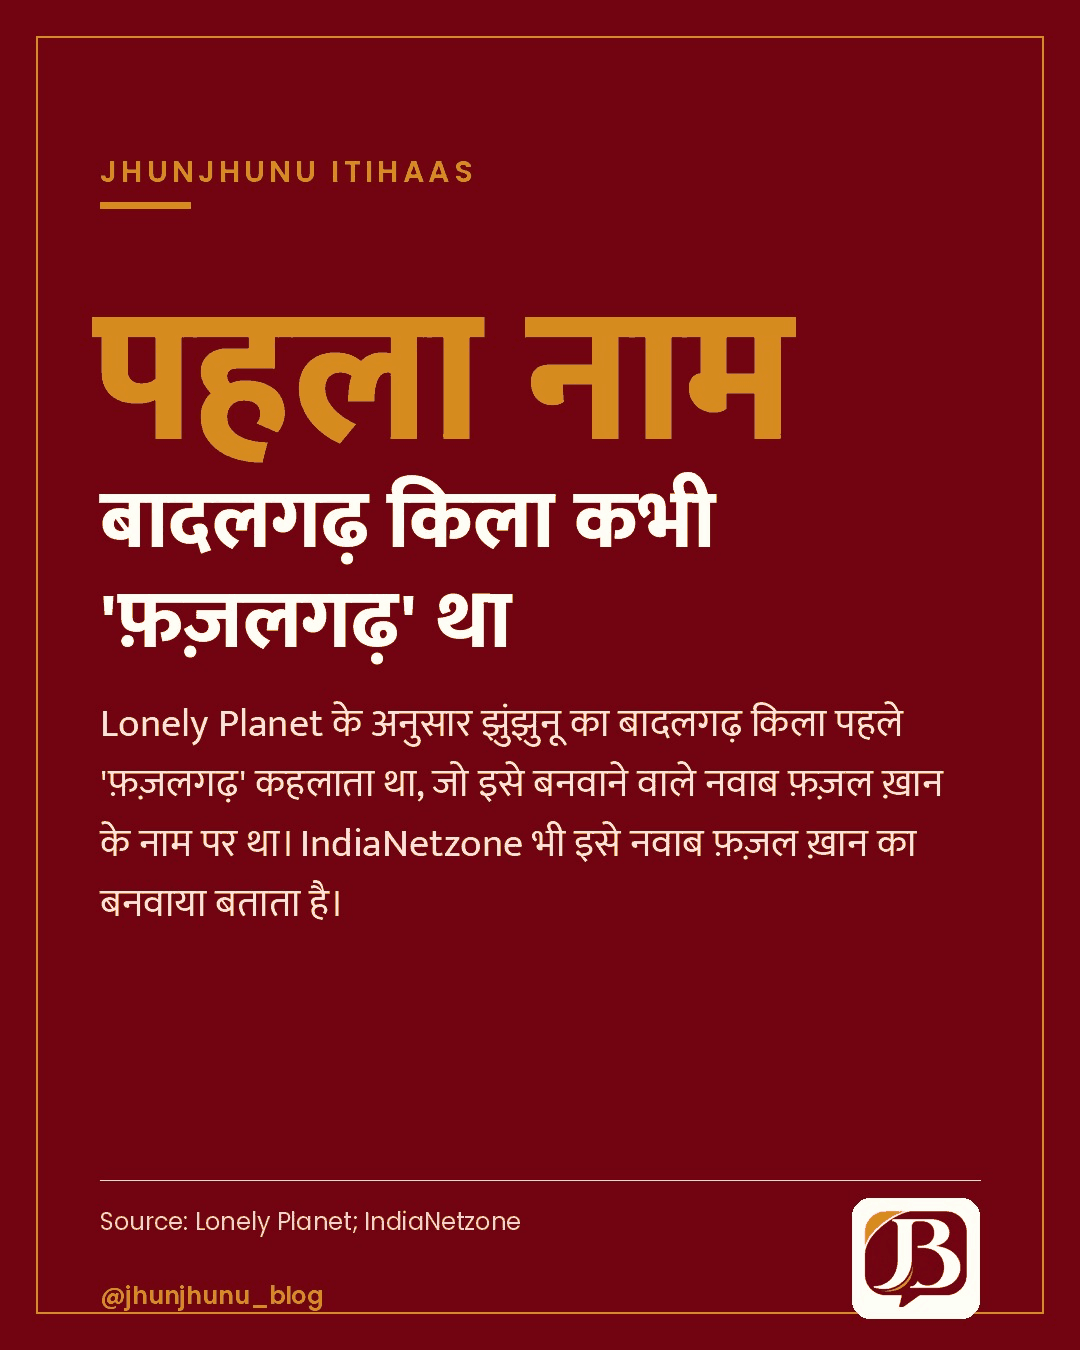 JHUNJHUNU ITIHAAS
पहला नाम
बादलगढ़ किला कभी
'फ़ज़लगढ़' था
Lonely Planet के अनुसार झुंझुनू का बादलगढ़ किला पहले
'फ़ज़लगढ़' कहलाता था, जो इसे बनवाने वाले नवाब फ़ज़ल ख़ान
के नाम पर था। IndiaNetzone भी इसे नवाब फ़ज़ल ख़ान का
बनवाया बताता है।
Source: Lonely Planet; IndiaNetzone
@jhunjhunu_blog
JB